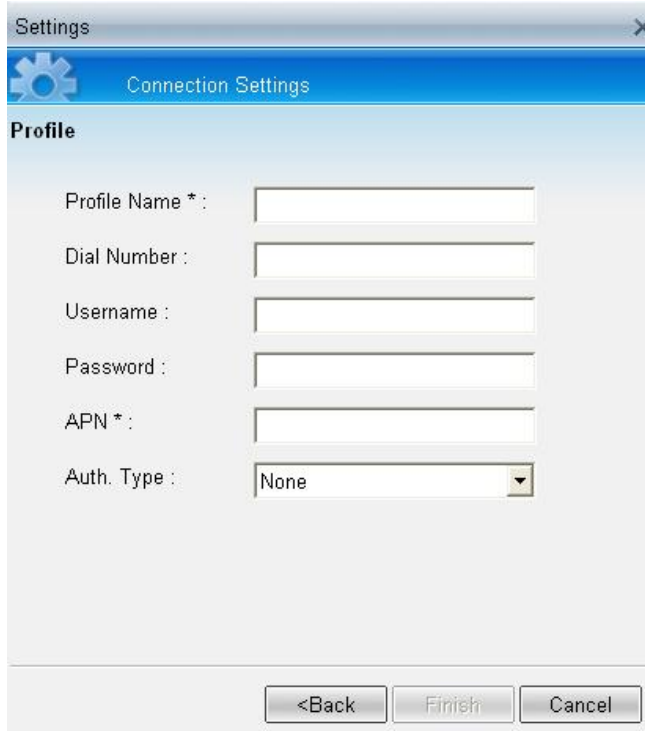 Settings
Connection Settings
Profile
Profile Name * :
Dial Number :
Username :
Password :
APN * :
Auth. Type : None
<Back Finish Cancel